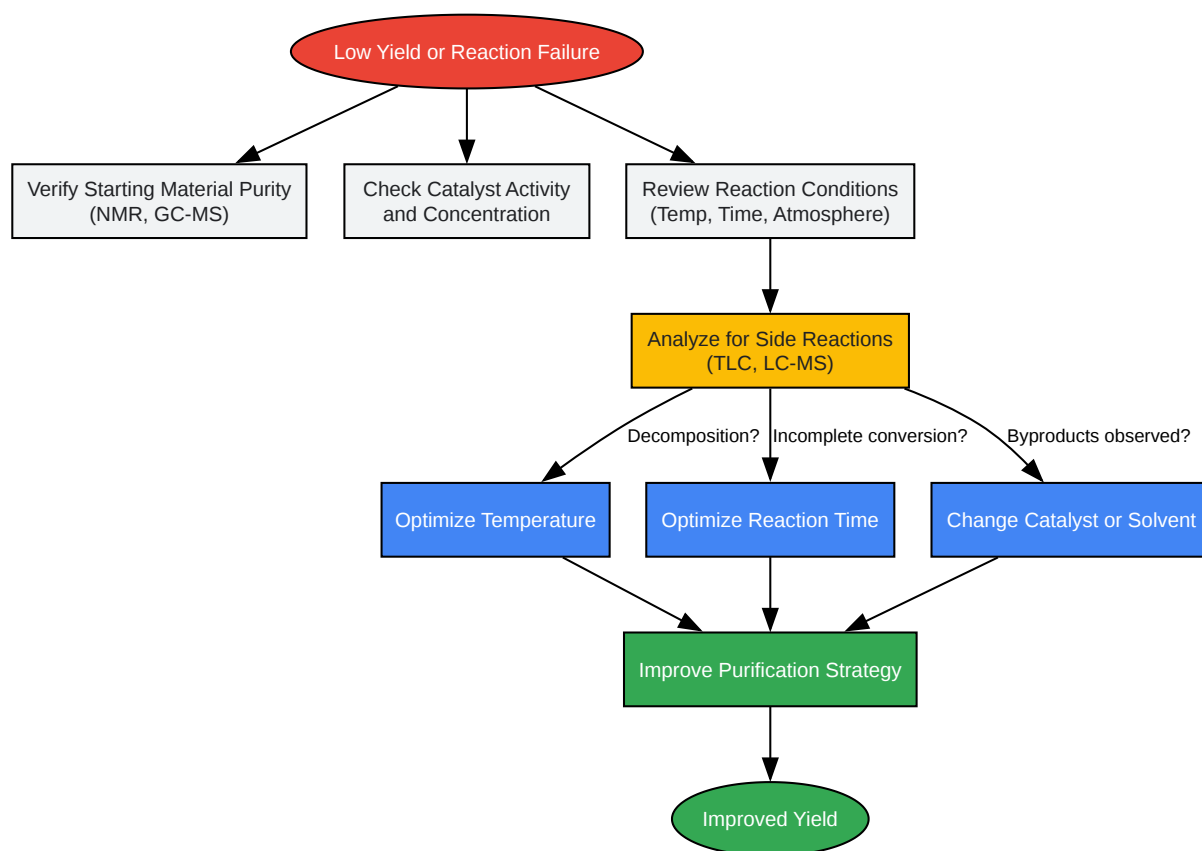 Low Yield or Reaction Failure
Verify Starting Material Purity
(NMR, GC-MS)
Check Catalyst Activity
and Concentration
Review Reaction Conditions
(Temp, Time, Atmosphere)
Analyze for Side Reactions
(TLC, LC-MS)
Decomposition?
Incomplete conversion?
Byproducts observed?
Optimize Temperature
Optimize Reaction Time
Change Catalyst or Solvent
Improve Purification Strategy
Improved Yield